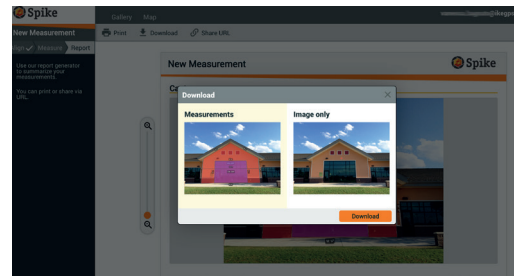 Spike
Gallery Map
New Measurement
Print Download Share URL
Measure Report
Use our report generator
to summarize your
measurements.
You can print or share via
URL.
New Measurement
Spike
Download
Measurements
Image only
Download